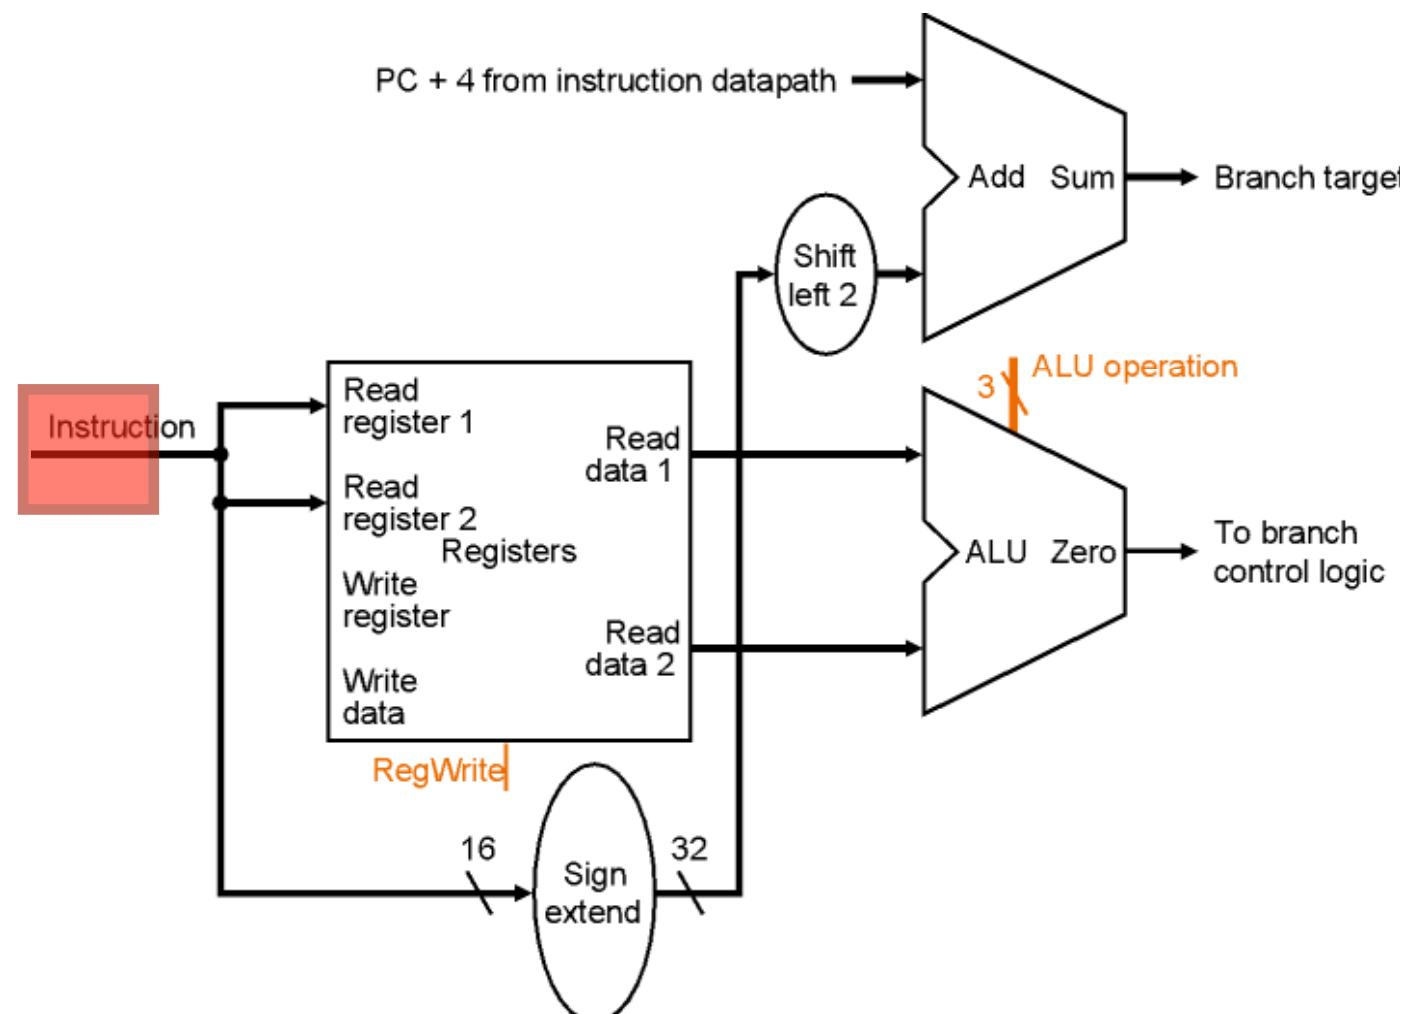 PC + 4 from instruction datapath
Add Sum
Branch target
Shift
left 2
ALU operation
3
Instruction
Read
register 1
Read
data 1
Read
register 2
Registers
Write
register
Read
data 2
Write
data
ALU Zero
To branch
control logic
RegWrite
16
32
Sign
extend